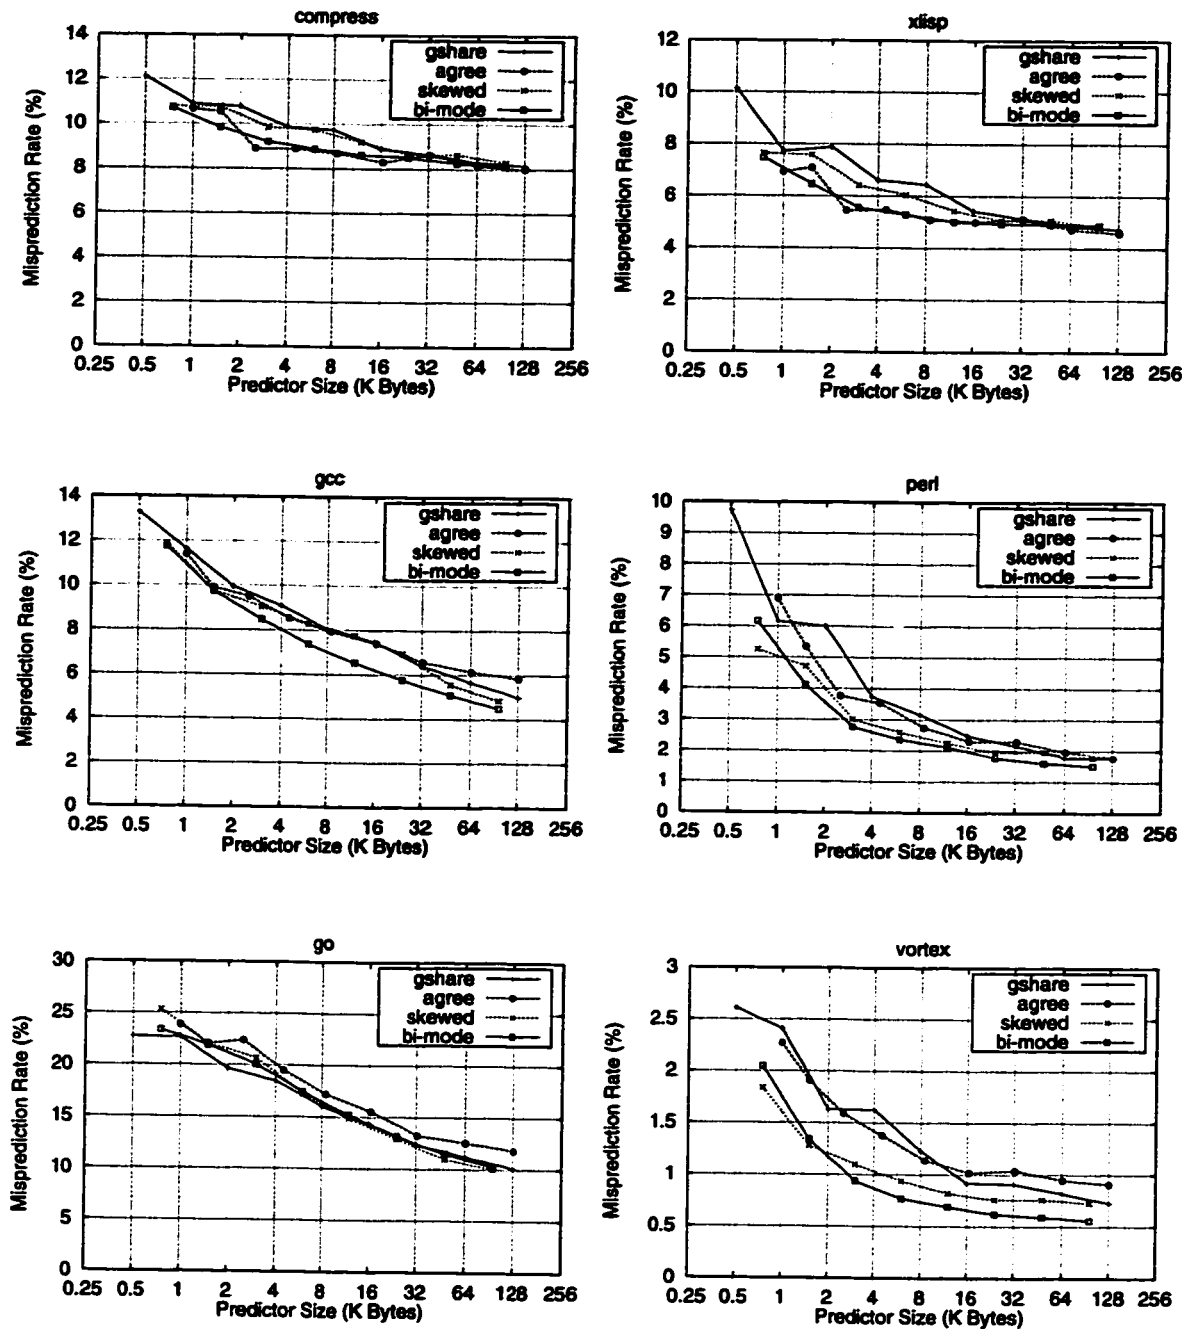 compress
14
12
10
8
6
4
2
0
Misprediction Rate (%)
gshare
agree
skewed
bi-mode
0.25 0.5 1 2 4 8 16 32 64 128 256
Predictor Size (K Bytes)
xlisp
12
10
8
6
4
2
0
Misprediction Rate (%)
gshare
agree
skewed
bi-mode
0.25 0.5 1 2 4 8 16 32 64 128 256
Predictor Size (K Bytes)
gcc
14
12
10
8
6
4
2
0
Misprediction Rate (%)
gshare
agree
skewed
bi-mode
0.25 0.5 1 2 4 8 16 32 64 128 256
Predictor Size (K Bytes)
perl
10
9
8
7
6
5
4
3
2
1
0
Misprediction Rate (%)
gshare
agree
skewed
bi-mode
0.25 0.5 1 2 4 8 16 32 64 128 256
Predictor Size (K Bytes)
go
30
25
20
15
10
5
0
Misprediction Rate (%)
gshare
agree
skewed
bi-mode
0.25 0.5 1 2 4 8 16 32 64 128 256
Predictor Size (K Bytes)
vortex
3
2.5
2
1.5
1
0.5
0
Misprediction Rate (%)
gshare
agree
skewed
bi-mode
0.25 0.5 1 2 4 8 16 32 64 128 256
Predictor Size (K Bytes)